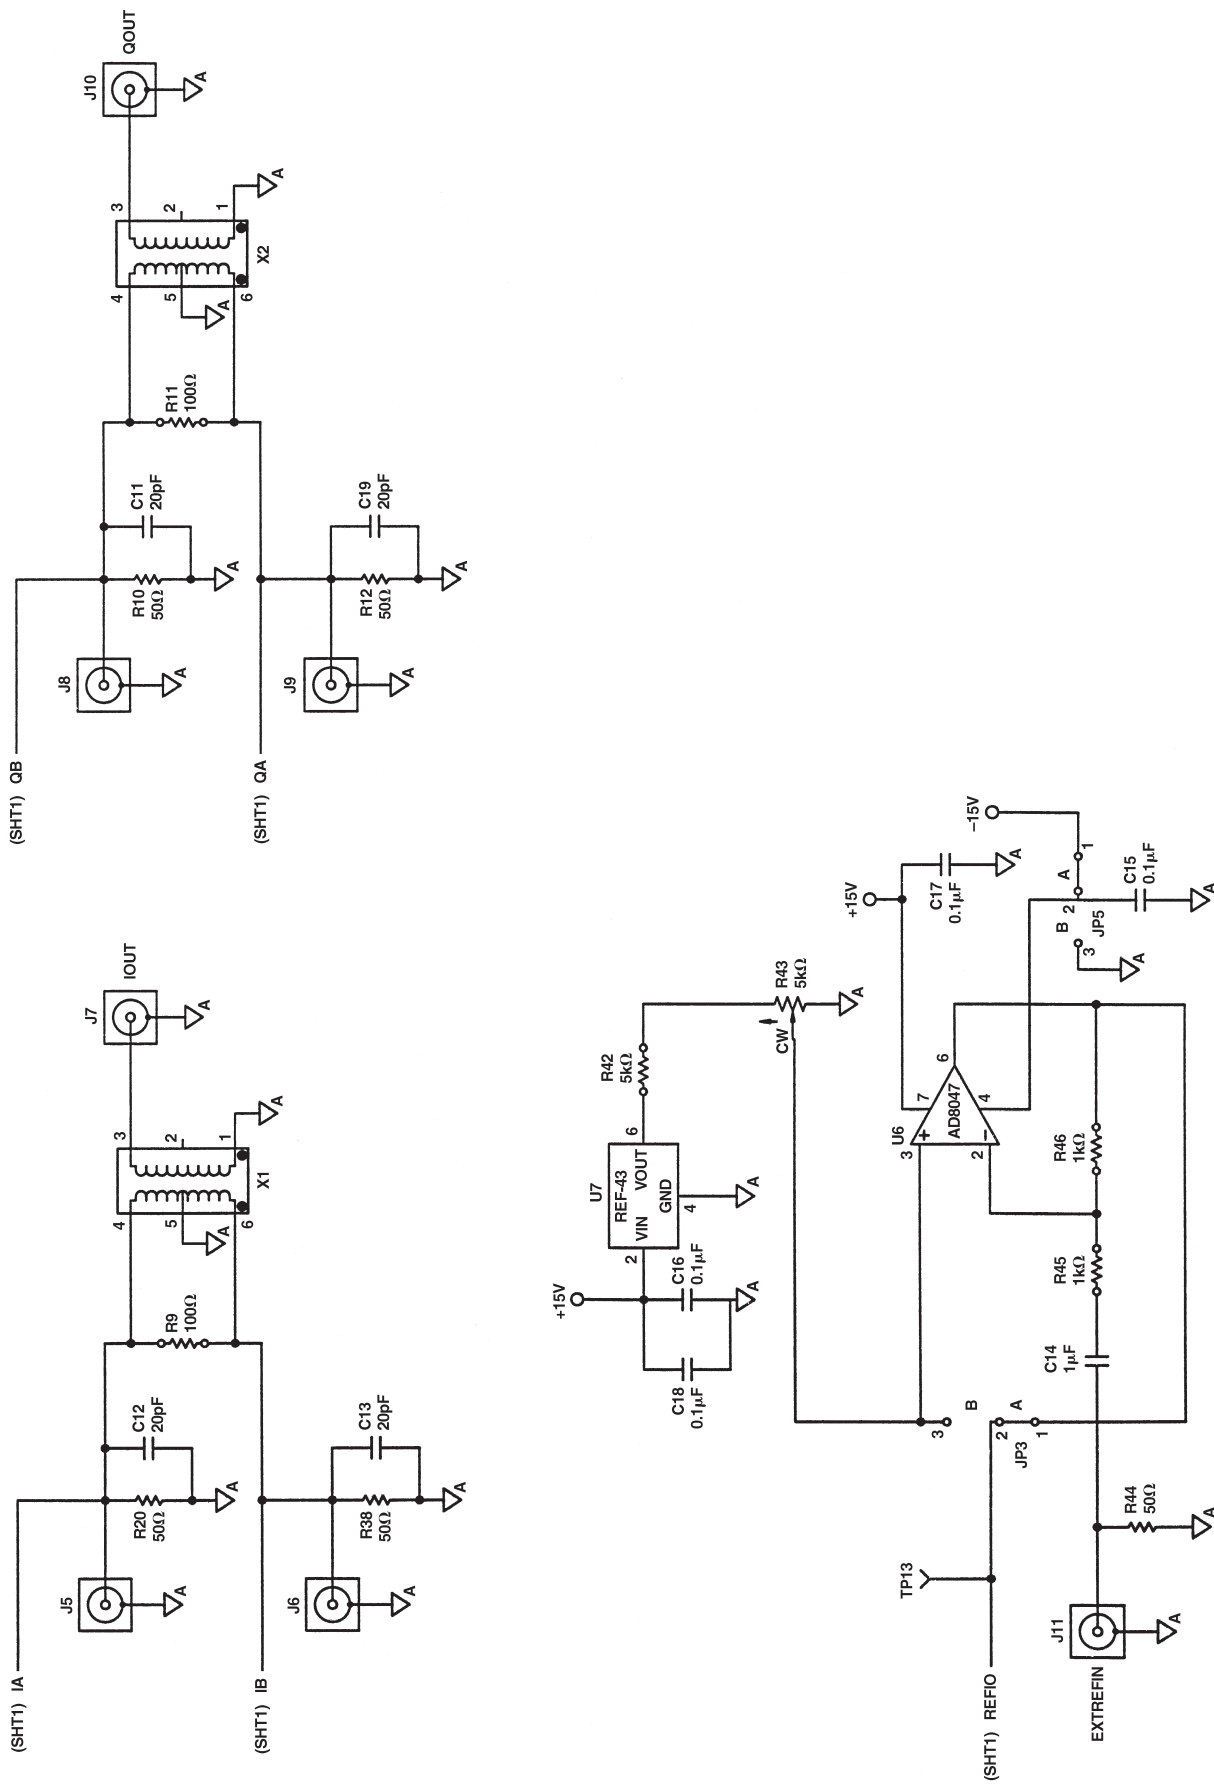 (SHT1) IA
J5
A
R20
50Ω
A
C12
20pF
R9
100Ω
4
5
6
A
X1
3
2
1
A
J7
IOUT
A
(SHT1) IB
J6
A
R38
50Ω
A
C13
20pF
(SHT1) QB
J8
A
R10
50Ω
A
C11
20pF
R11
100Ω
4
5
6
A
X2
3
2
1
A
J10
QOUT
A
(SHT1) QA
J9
A
R12
50Ω
A
C19
20pF
+15V
C18
0.1μF
C16
0.1μF
A
2
U7
REF-43
VIN
VOUT
GND
6
4
A
R42
5kΩ
CW
R43
5kΩ
A
TP13
(SHT1) REFIO
3
B
2
A
1
JP3
U6
3
+
2
–
AD8047
7
6
4
+15V
C17
0.1μF
A
–15V
1
A
2
B
3
JP5
A
C15
0.1μF
A
EXTREFIN
J11
A
R44
50Ω
A
C14
1μF
R45
1kΩ
R46
1kΩ